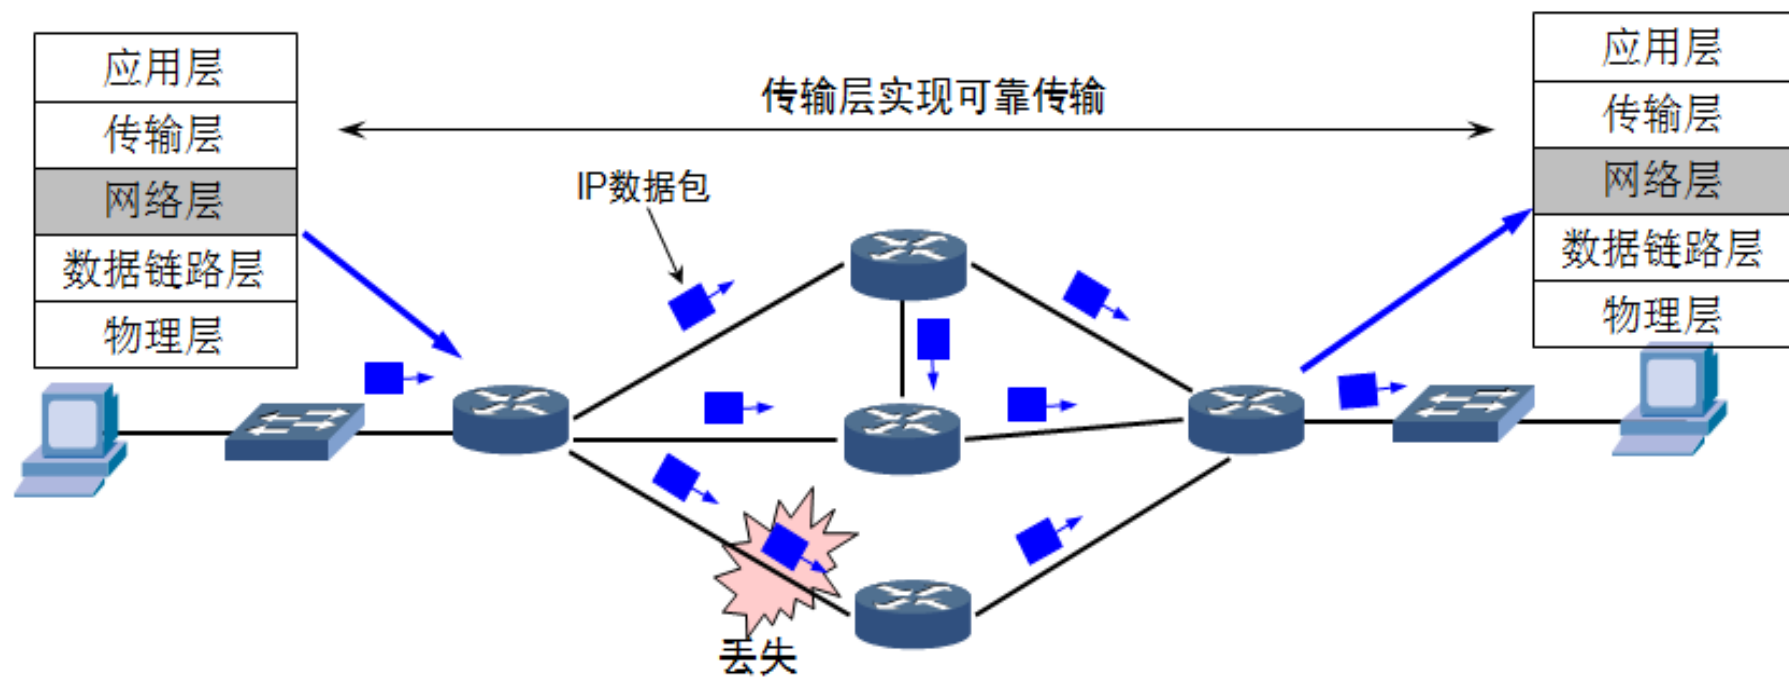 应用层
传输层
网络层
数据链路层
物理层
传输层实现可靠传输
IP数据包
丢失
应用层
传输层
网络层
数据链路层
物理层